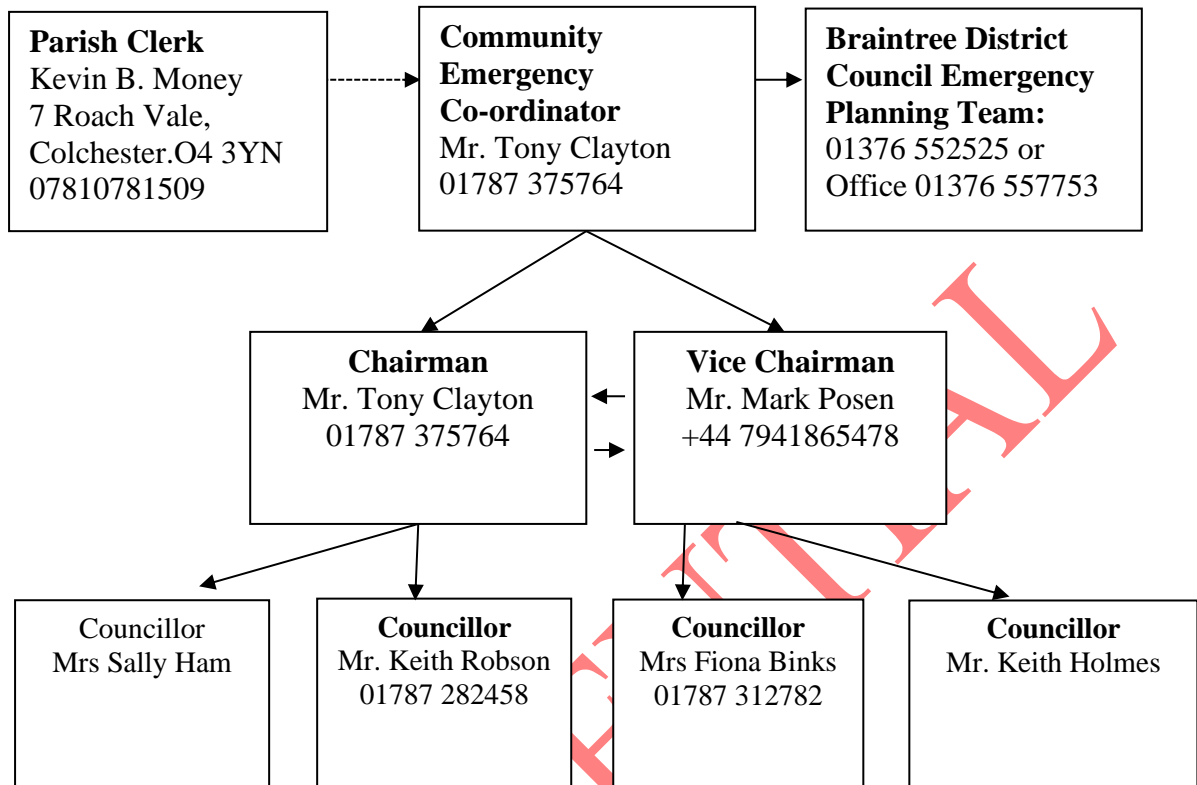 Parish Clerk
Kevin B. Money
7 Roach Vale,
Colchester.O4 3YN
07810781509
Community
Emergency
Co-ordinator
Mr. Tony Clayton
01787 375764
Braintree District
Council Emergency
Planning Team:
01376 552525 or
Office 01376 557753
Chairman
Mr. Tony Clayton
01787 375764
Vice Chairman
Mr. Mark Posen
+44 7941865478
Councillor
Mrs Sally Ham
Councillor
Mr. Keith Robson
01787 282458
Councillor
Mrs Fiona Binks
01787 312782
Councillor
Mr. Keith Holmes